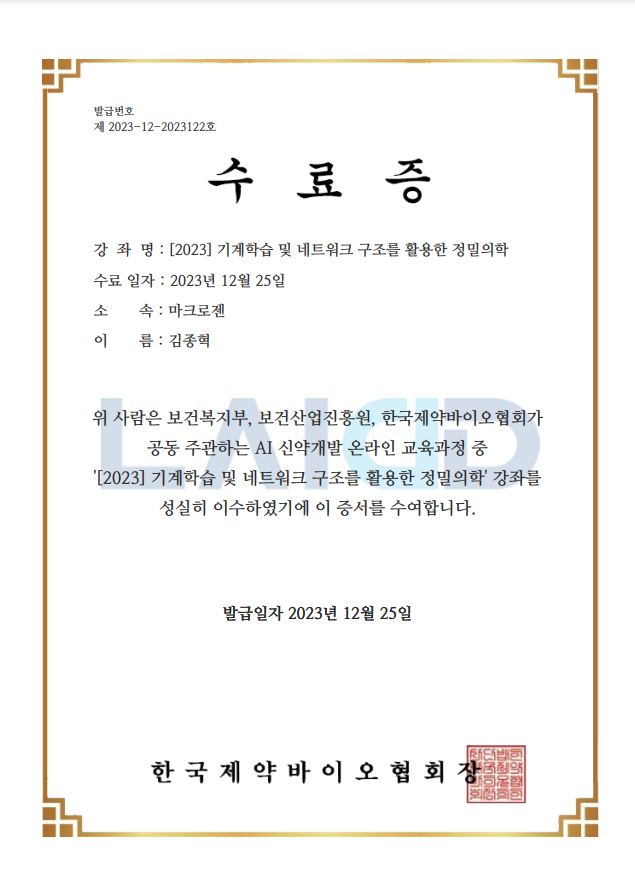 발급번호
제 2023-12-2023122호
수 료 증
강 좌 명 : [2023] 기계학습 및 네트워크 구조를 활용한 정밀의학
수료 일자 : 2023년 12월 25일
소 속 : 마크로젠
이 름 : 김종혁
LAIDD
위 사람은 보건복지부, 보건산업진흥원, 한국제약바이오협회가
공동 주관하는 AI 신약개발 온라인 교육과정 중
'[2023] 기계학습 및 네트워크 구조를 활용한 정밀의학' 강좌를
성실히 이수하였기에 이 증서를 수여합니다.
발급일자 2023년 12월 25일
한국제약바이오협회장